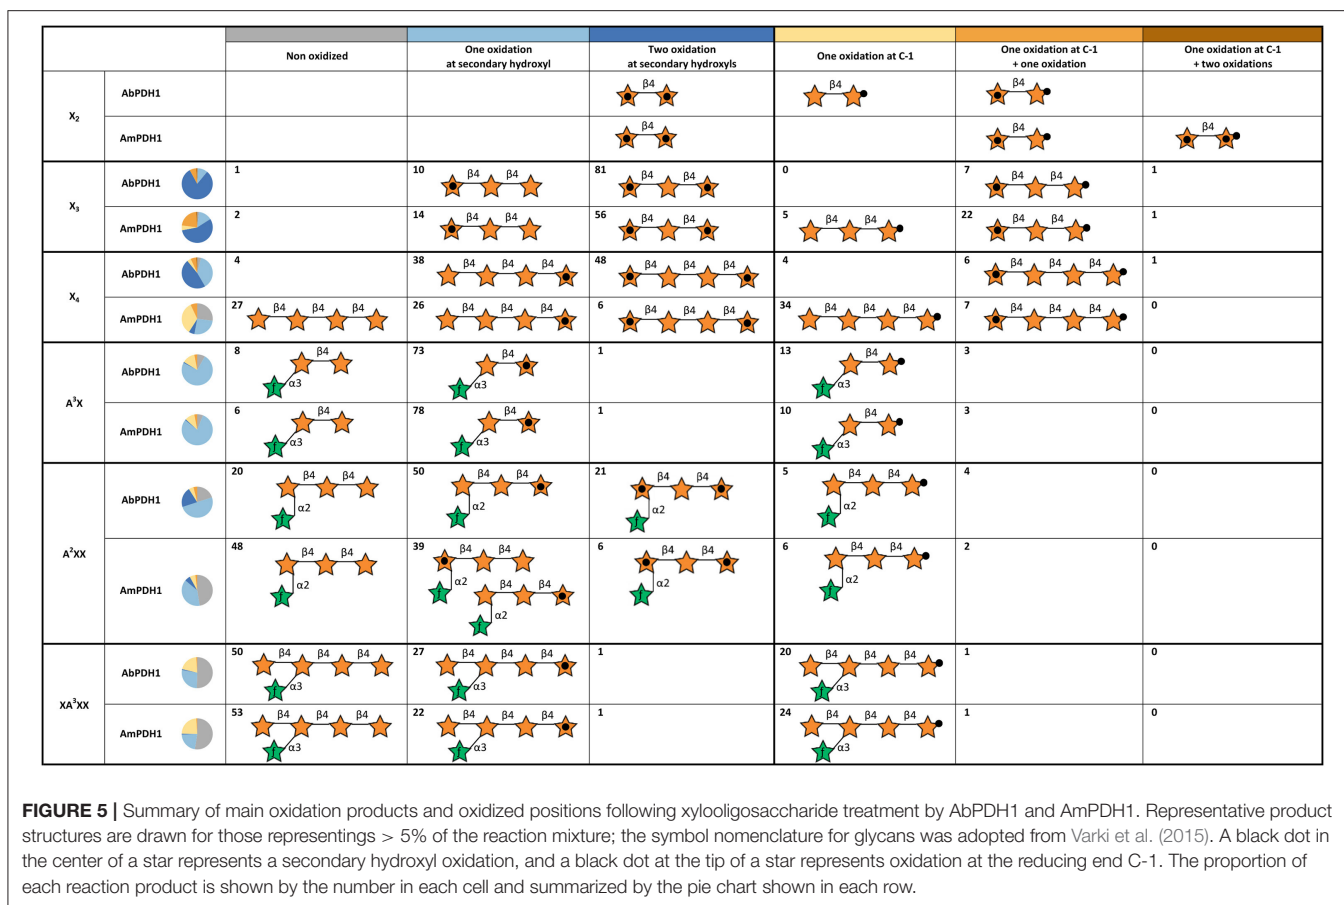 Non oxidized
One oxidation
at secondary hydroxyl
Two oxidation
at secondary hydroxyls
One oxidation at C-1
One oxidation at C-1
+ one oxidation
One oxidation at C-1
+ two oxidations
X2
AbPDH1
β4
β4
β4
AmPDH1
β4
β4
β4
X3
AbPDH1
1
10
β4 β4
81
β4 β4
0
7
β4 β4
1
AmPDH1
2
14
β4 β4
56
β4 β4
5
β4 β4
22
β4 β4
1
X4
AbPDH1
4
38
β4 β4 β4
48
β4 β4 β4
4
6
β4 β4 β4
1
AmPDH1
27
β4 β4 β4
26
β4 β4 β4
6
β4 β4 β4
34
β4 β4 β4
7
β4 β4 β4
0
A³X
AbPDH1
8
β4
f α3
73
β4
f α3
1
13
β4
f α3
3
0
AmPDH1
6
β4
f α3
78
β4
f α3
1
10
β4
f α3
3
0
A²XX
AbPDH1
20
β4 β4
α2
f
50
β4 β4
α2
f
21
β4 β4
α2
f
5
β4 β4
α2
f
4
0
AmPDH1
48
β4 β4
α2
f
39
β4 β4
α2
f
β4 β4
α2
f
6
β4 β4
α2
f
6
β4 β4
α2
f
2
0
XA³XX
AbPDH1
50
β4 β4 β4
f α3
27
β4 β4 β4
f α3
1
20
β4 β4 β4
f α3
1
0
AmPDH1
53
β4 β4 β4
f α3
22
β4 β4 β4
f α3
1
24
β4 β4 β4
f α3
1
0
FIGURE 5 | Summary of main oxidation products and oxidized positions following xylooligosaccharide treatment by AbPDH1 and AmPDH1. Representative product
structures are drawn for those representings > 5% of the reaction mixture; the symbol nomenclature for glycans was adopted from Varki et al. (2015). A black dot in
the center of a star represents a secondary hydroxyl oxidation, and a black dot at the tip of a star represents oxidation at the reducing end C-1. The proportion of
each reaction product is shown by the number in each cell and summarized by the pie chart shown in each row.